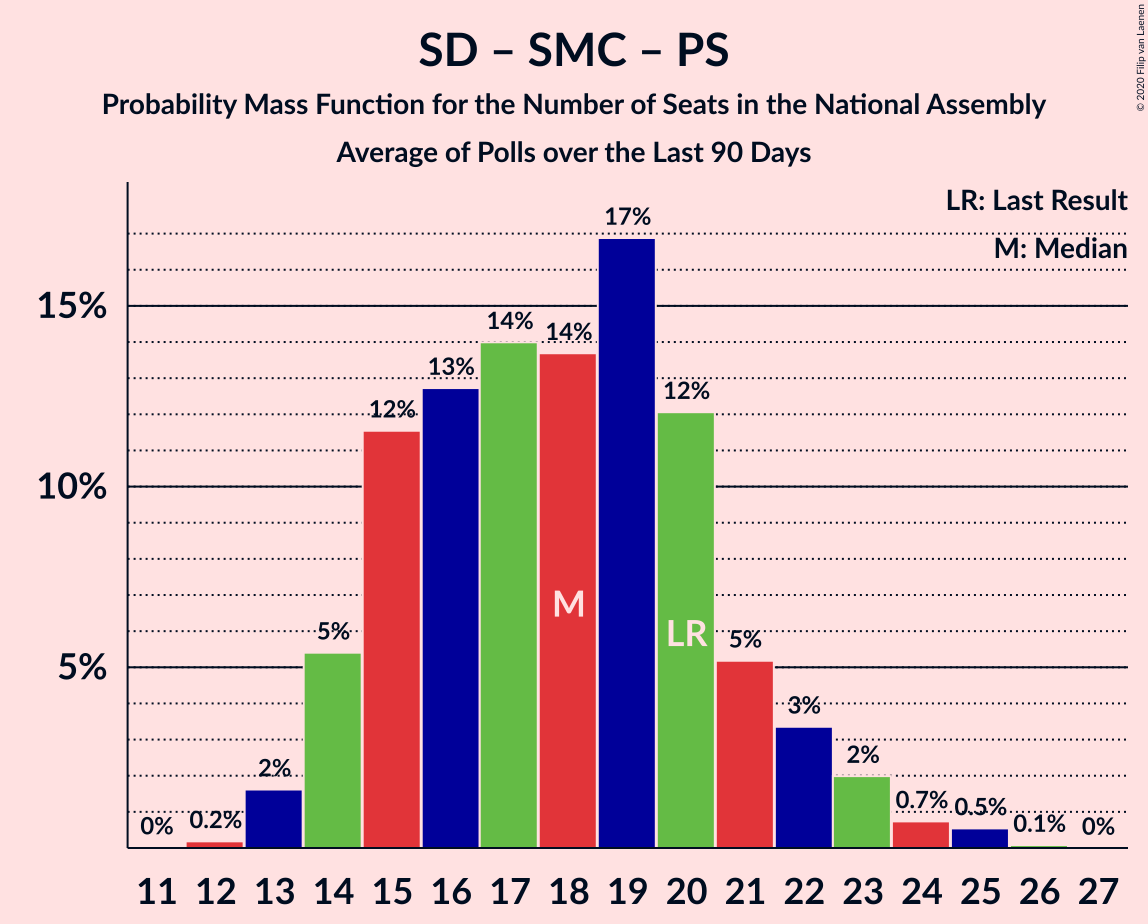 SD – SMC – PS
Probability Mass Function for the Number of Seats in the National Assembly
Average of Polls over the Last 90 Days
© 2020 Filip van Laenen
LR: Last Result
M: Median
17%
15%
14%
14%
13%
12%
12%
10%
M
LR
5%
5%
5%
3%
2%
2%
0.7%
0.5%
0%
0.2%
0.1%
0%
11 12 13 14 15 16 17 18 19 20 21 22 23 24 25 26 27